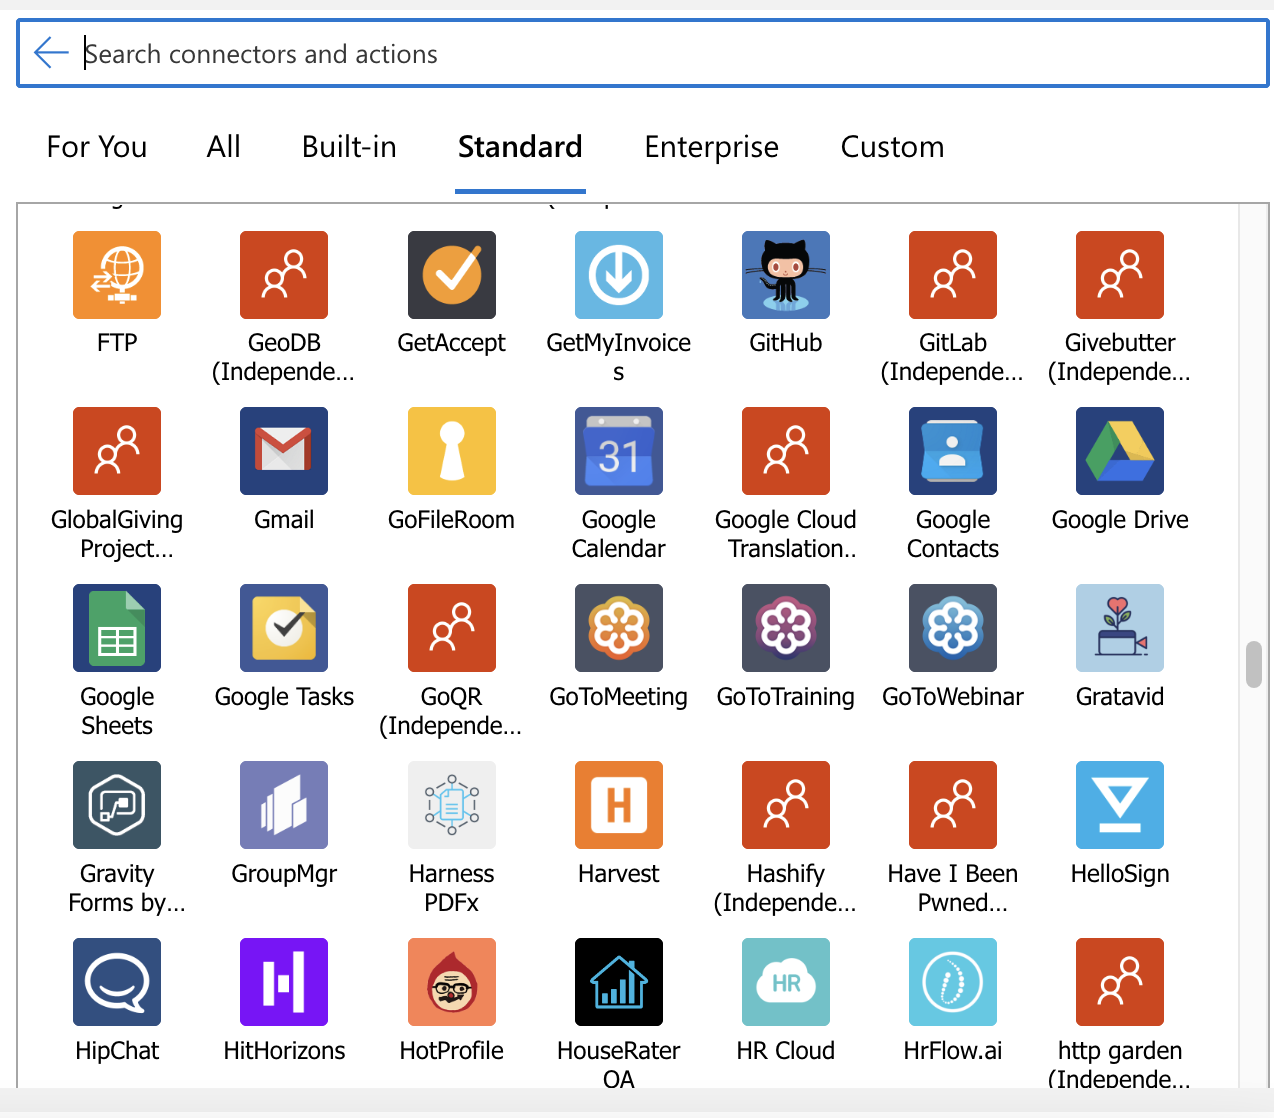 Search connectors and actions
For You All Built-in Standard Enterprise Custom
FTP GeoDB GetAccept GetMyInvoice GitHub GitLab Givebutter
(Independe... s (Independe... (Independe...
31
GlobalGiving Gmail GoFileRoom Google Google Cloud Google Google Drive
Project... Calendar Translation.. Contacts
Google Google Tasks GoQR GoToMeeting GoToTraining GoToWebinar Gratavid
Sheets (Independe...
H
Gravity GroupMgr Harness Harvest Hashify Have I Been HelloSign
Forms by... PDFx (Independe... Pwned...
HR
HipChat HitHorizons HotProfile HouseRater HR Cloud HrFlow.ai http garden
QA (Independe...